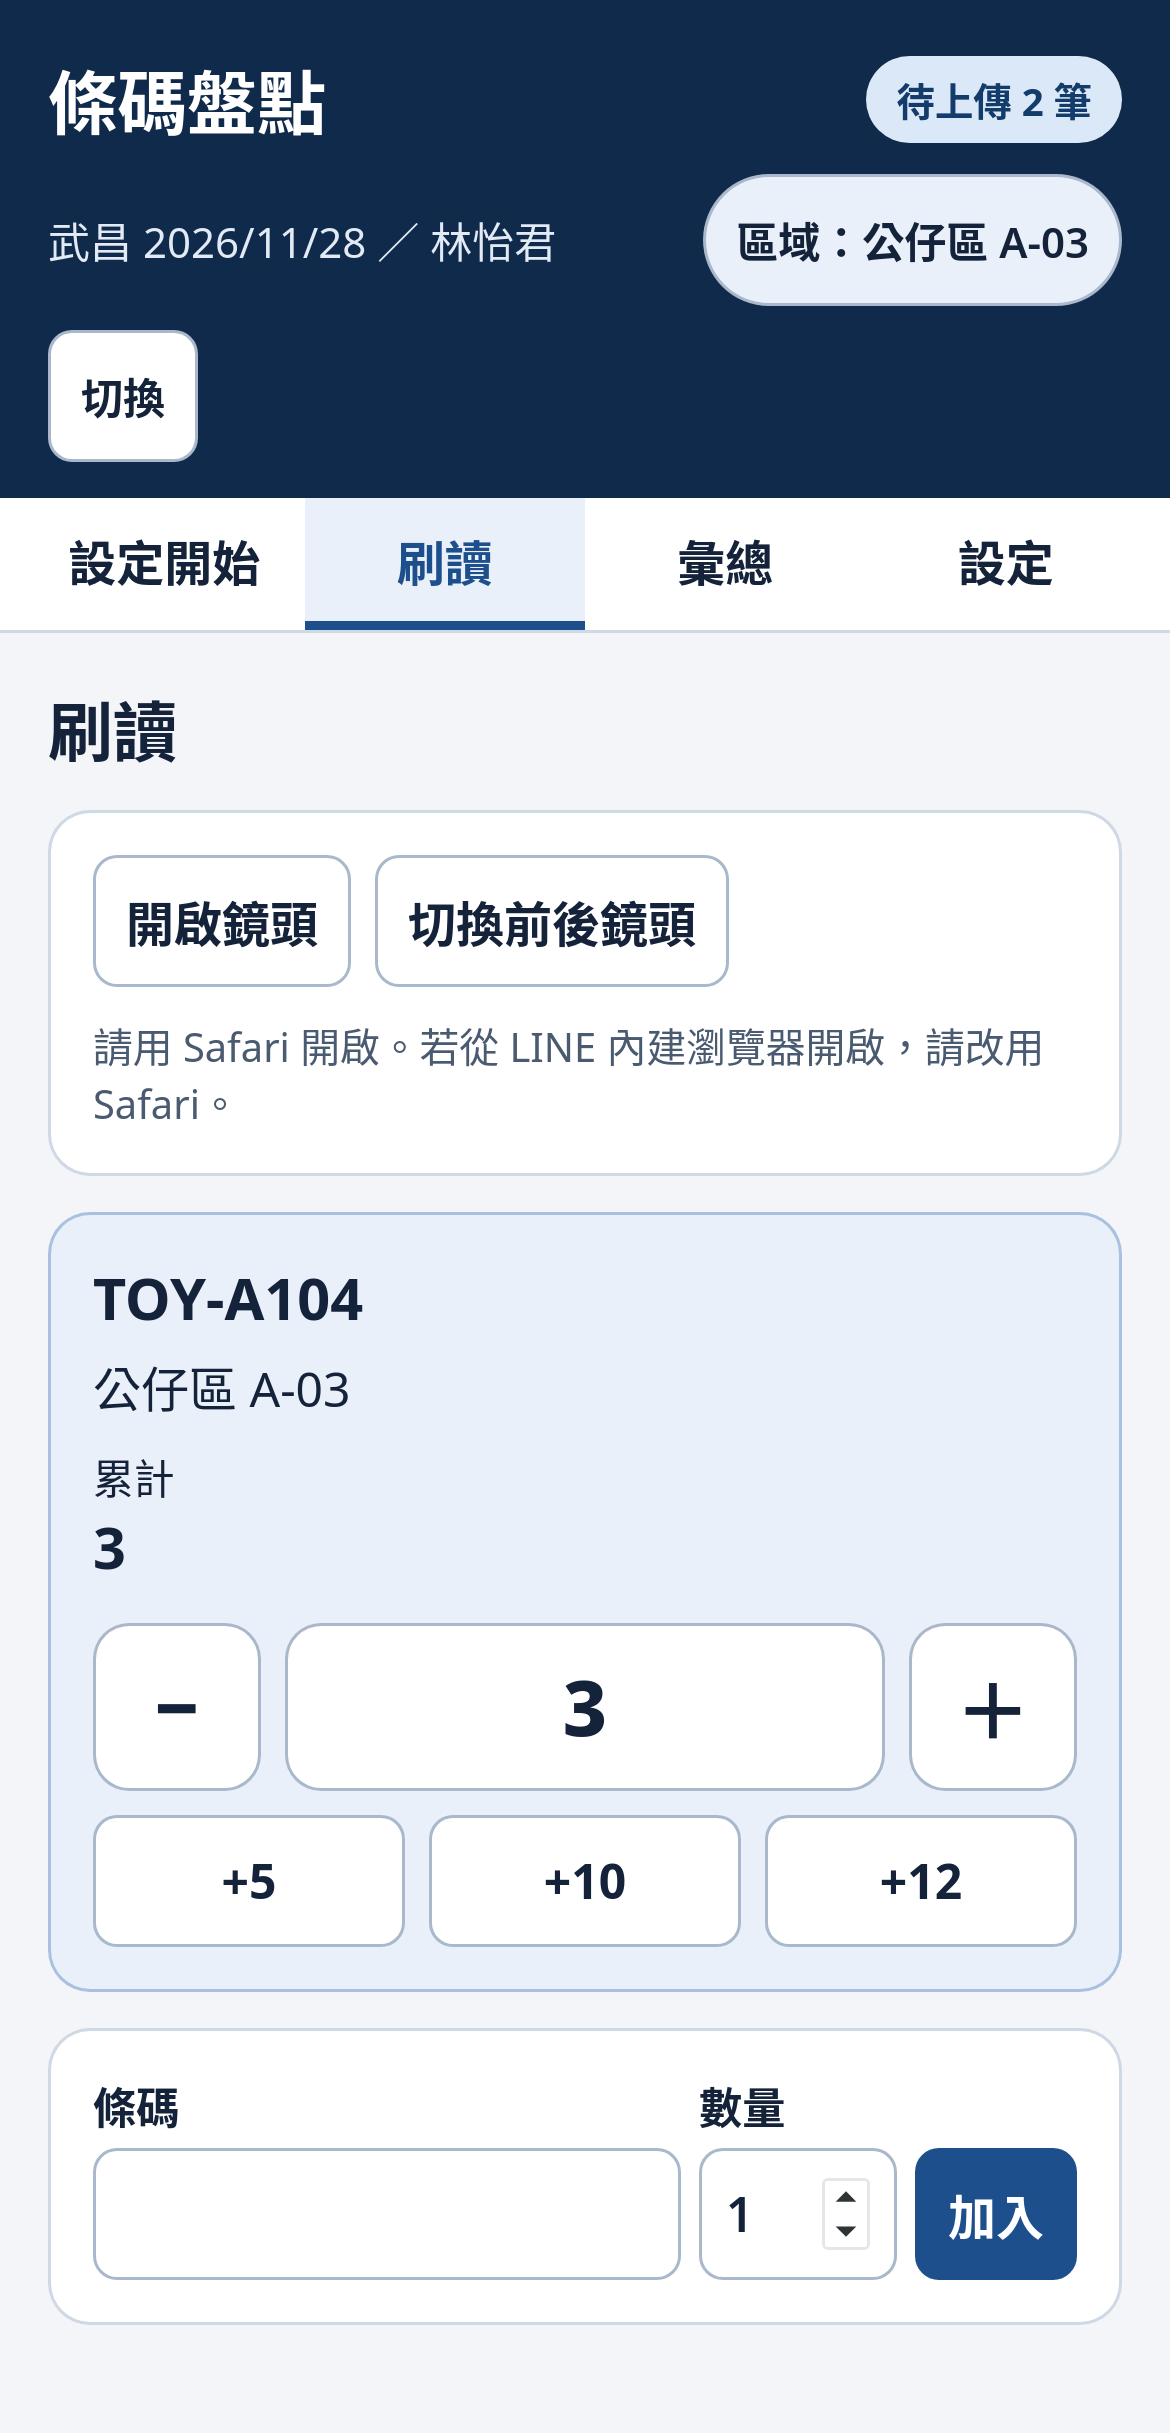 條碼盤點
待上傳 2 筆
武昌 2026/11/28 ／ 林怡君
區域：公仔區 A-03
切換
設定開始
刷讀
彙總
設定
刷讀
開啟鏡頭
切換前後鏡頭
請用 Safari 開啟。若從 LINE 內建瀏覽器開啟，請改用
Safari。
TOY-A104
公仔區 A-03
累計
3
−
3
＋
+5
+10
+12
條碼
數量
1
加入